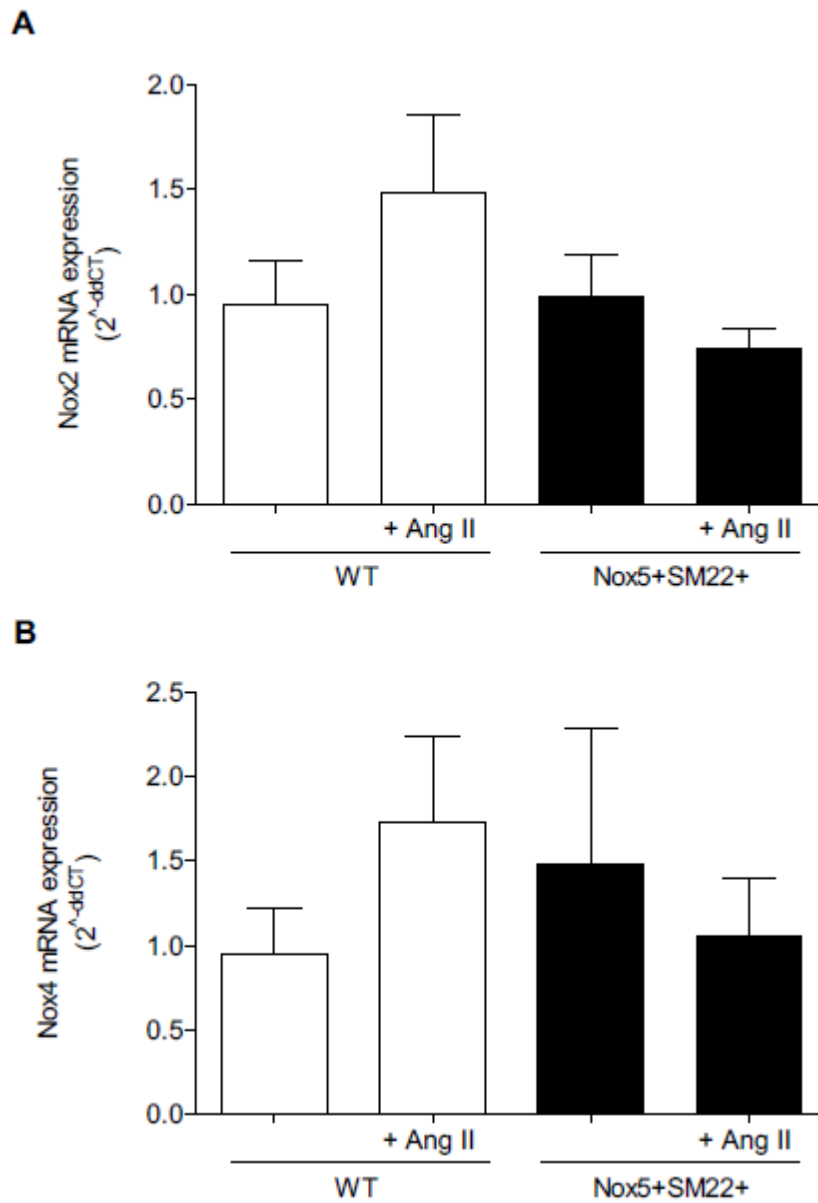 A
Nox2 mRNA expression
(2^-ddCT)
2.0
1.5
1.0
0.5
0.0
+ Ang II
+ Ang II
WT
Nox5+SM22+
B
Nox4 mRNA expression
(2^-ddCT)
2.5
2.0
1.5
1.0
0.5
0.0
+ Ang II
+ Ang II
WT
Nox5+SM22+